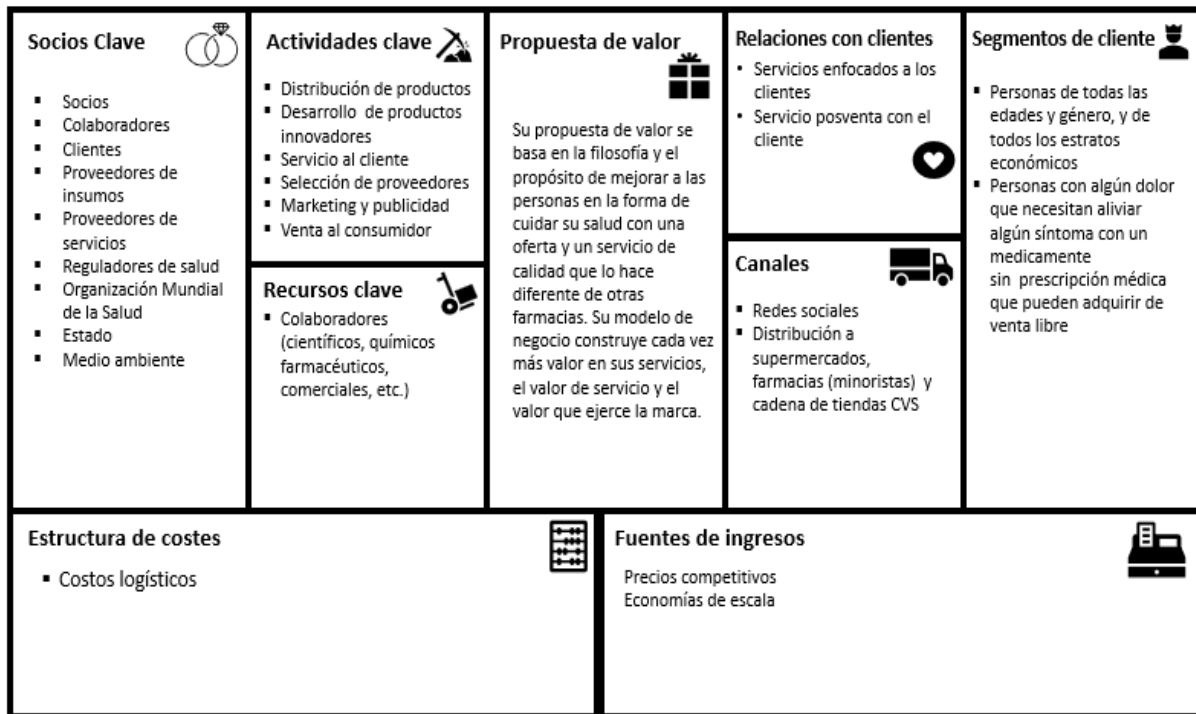 Socios Clave
▪ Socios
▪ Colaboradores
▪ Clientes
▪ Proveedores de
insumos
▪ Proveedores de
servicios
▪ Reguladores de salud
▪ Organización Mundial
de la Salud
▪ Estado
▪ Medio ambiente
Actividades clave
▪ Distribución de productos
▪ Desarrollo de productos
innovadores
▪ Servicio al cliente
▪ Selección de proveedores
▪ Marketing y publicidad
▪ Venta al consumidor
Recursos clave
▪ Colaboradores
(científicos, químicos
farmacéuticos,
comerciales, etc.)
Propuesta de valor
Su propuesta de valor se
basa en la filosofía y el
propósito de mejorar a las
personas en la forma de
cuidar su salud con una
oferta y un servicio de
calidad que lo hace
diferente de otras
farmacias. Su modelo de
negocio construye cada vez
más valor en sus servicios,
el valor de servicio y el
valor que ejerce la marca.
Relaciones con clientes
• Servicios enfocados a los
clientes
• Servicio posventa con el
cliente
Canales
▪ Redes sociales
▪ Distribución a
supermercados,
farmacias (minoristas) y
cadena de tiendas CVS
Segmentos de cliente
▪ Personas de todas las
edades y género, y de
todos los estratos
económicos
▪ Personas con algún dolor
que necesitan aliviar
algún síntoma con un
medicamente
sin prescripción médica
que pueden adquirir de
venta libre
Estructura de costes
▪ Costos logísticos
Fuentes de ingresos
Precios competitivos
Economías de escala